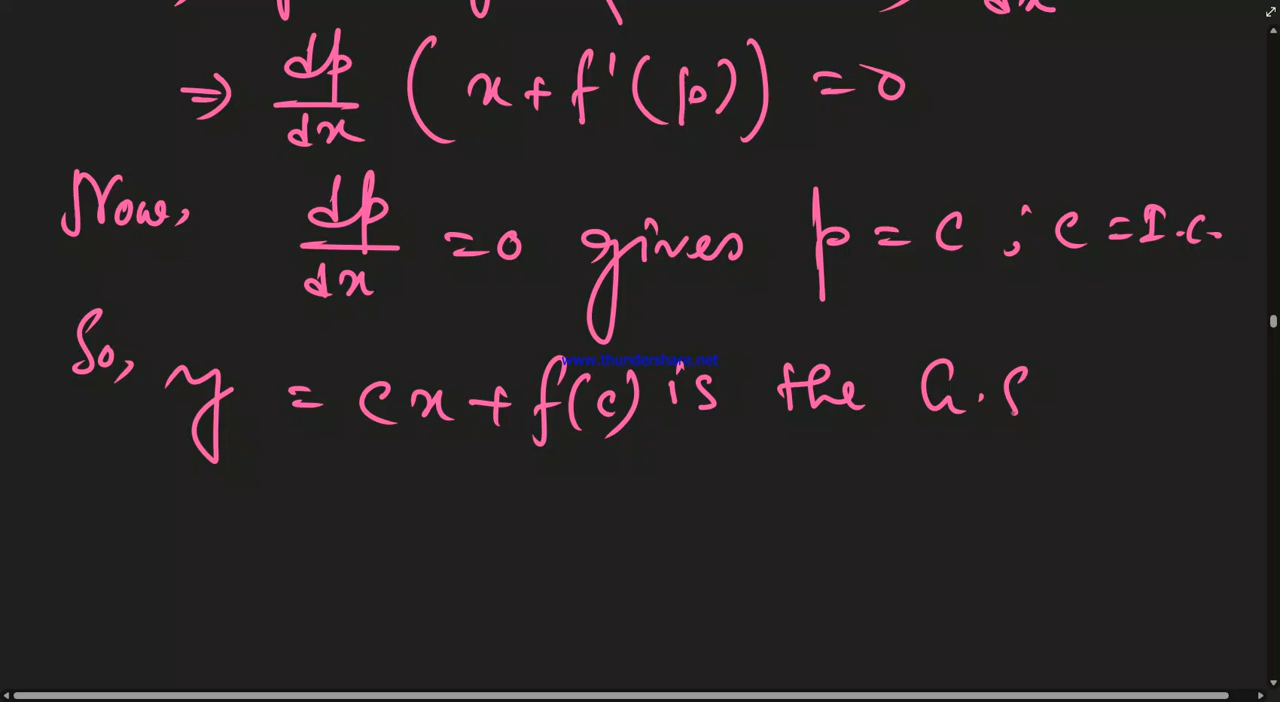 ⇒ dp/dx (x + f'(p)) = 0
Now, dp/dx = 0 gives p = c ; c = I.C.
www.thundershare.net
So, y = cx + f(c) is the G.S